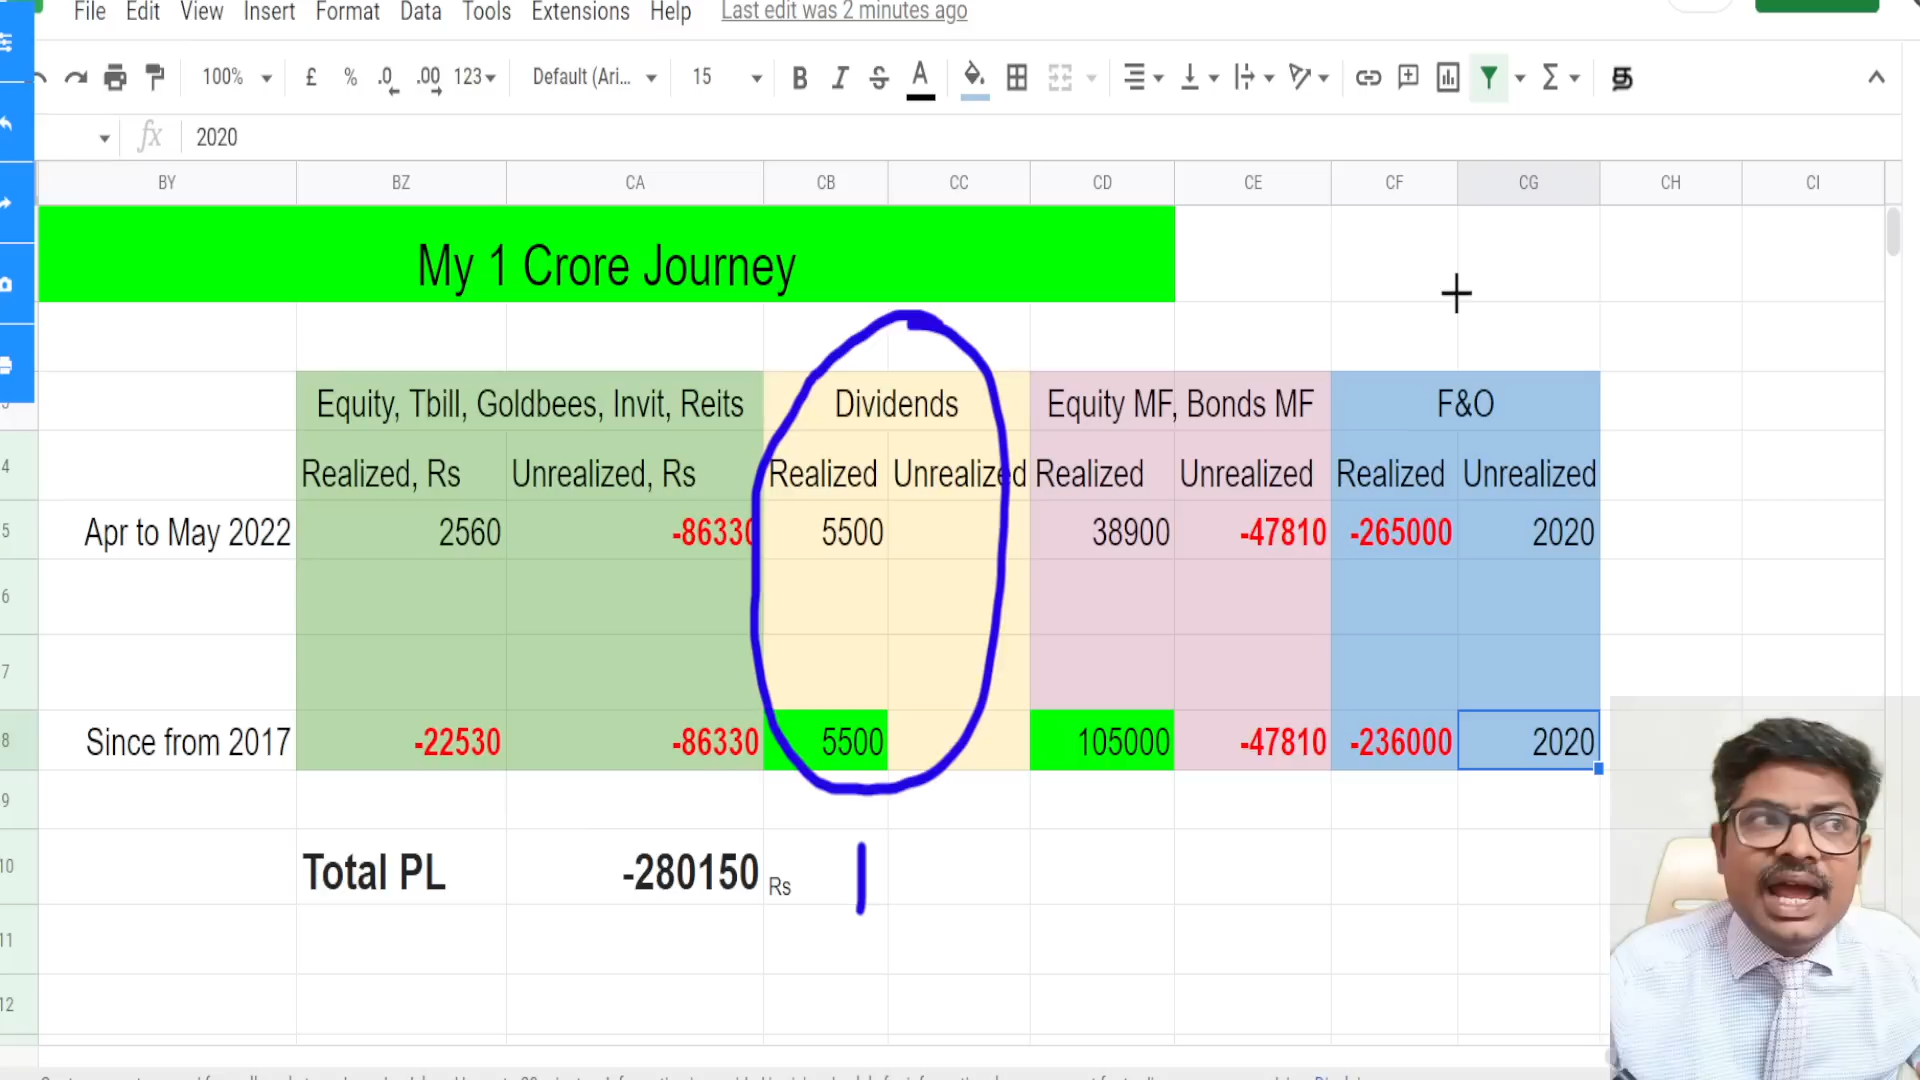 File Edit View Insert Format Data Tools Extensions Help Last edit was 2 minutes ago
100% £ % .0 .00 123 Default (Ari... 15 B I S A Σ
fx 2020
BY BZ CA CB CC CD CE CF CG CH CI
My 1 Crore Journey
Equity, Tbill, Goldbees, Invit, Reits Dividends Equity MF, Bonds MF F&O
4 Realized, Rs Unrealized, Rs Realized Unrealized Realized Unrealized Realized Unrealized
5 Apr to May 2022 2560 -86330 5500 38900 -47810 -265000 2020
6
7
8 Since from 2017 -22530 -86330 5500 105000 -47810 -236000 2020
9
10 Total PL -280150 Rs
11
12